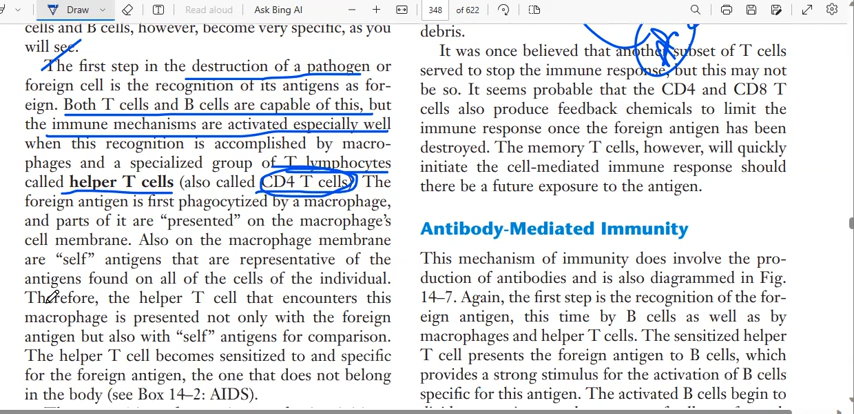 Draw
Read aloud
Ask Bing AI
348
of 622
cells and B cells, however, become very specific, as you
will see.
The first step in the destruction of a pathogen or
foreign cell is the recognition of its antigens as for-
eign. Both T cells and B cells are capable of this, but
the immune mechanisms are activated especially well
when this recognition is accomplished by macro-
phages and a specialized group of T lymphocytes
called helper T cells (also called CD4 T cells). The
foreign antigen is first phagocytized by a macrophage,
and parts of it are “presented” on the macrophage’s
cell membrane. Also on the macrophage membrane
are “self” antigens that are representative of the
antigens found on all of the cells of the individual.
Therefore, the helper T cell that encounters this
macrophage is presented not only with the foreign
antigen but also with “self” antigens for comparison.
The helper T cell becomes sensitized to and specific
for the foreign antigen, the one that does not belong
in the body (see Box 14–2: AIDS).
debris.
It was once believed that another subset of T cells
served to stop the immune response, but this may not
be so. It seems probable that the CD4 and CD8 T
cells also produce feedback chemicals to limit the
immune response once the foreign antigen has been
destroyed. The memory T cells, however, will quickly
initiate the cell-mediated immune response should
there be a future exposure to the antigen.
Antibody-Mediated Immunity
This mechanism of immunity does involve the pro-
duction of antibodies and is also diagrammed in Fig.
14–7. Again, the first step is the recognition of the for-
eign antigen, this time by B cells as well as by
macrophages and helper T cells. The sensitized helper
T cell presents the foreign antigen to B cells, which
provides a strong stimulus for the activation of B cells
specific for this antigen. The activated B cells begin to